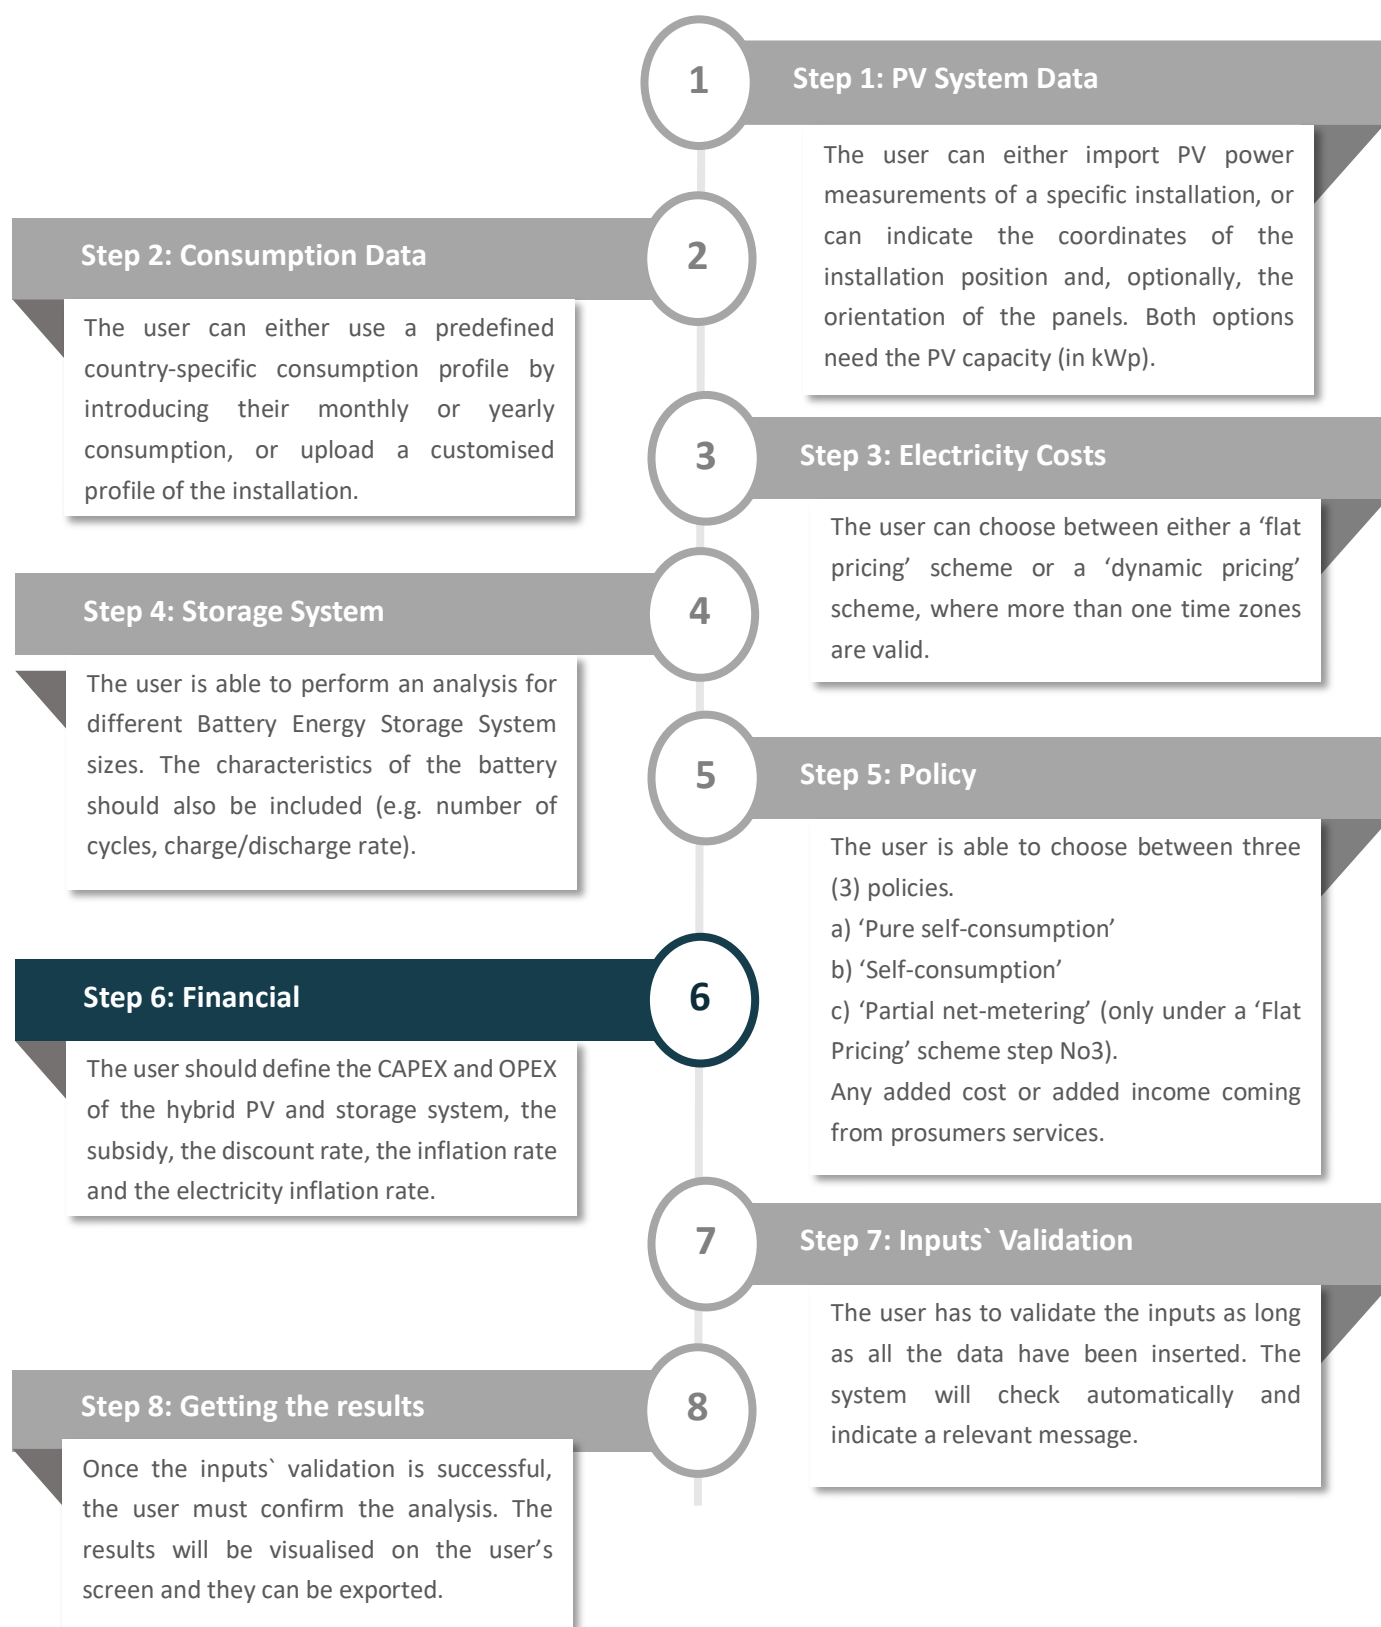 1
Step 1: PV System Data
The user can either import PV power
measurements of a specific installation, or
can indicate the coordinates of the
installation position and, optionally, the
orientation of the panels. Both options
need the PV capacity (in kWp).
2
Step 2: Consumption Data
The user can either use a predefined
country-specific consumption profile by
introducing their monthly or yearly
consumption, or upload a customised
profile of the installation.
3
Step 3: Electricity Costs
The user can choose between either a ‘flat
pricing’ scheme or a ‘dynamic pricing’
scheme, where more than one time zones
are valid.
4
Step 4: Storage System
The user is able to perform an analysis for
different Battery Energy Storage System
sizes. The characteristics of the battery
should also be included (e.g. number of
cycles, charge/discharge rate).
5
Step 5: Policy
The user is able to choose between three
(3) policies.
a) ‘Pure self-consumption’
b) ‘Self-consumption’
c) ‘Partial net-metering’ (only under a ‘Flat
Pricing’ scheme step No3).
Any added cost or added income coming
from prosumers services.
6
Step 6: Financial
The user should define the CAPEX and OPEX
of the hybrid PV and storage system, the
subsidy, the discount rate, the inflation rate
and the electricity inflation rate.
7
Step 7: Inputs` Validation
The user has to validate the inputs as long
as all the data have been inserted. The
system will check automatically and
indicate a relevant message.
8
Step 8: Getting the results
Once the inputs` validation is successful,
the user must confirm the analysis. The
results will be visualised on the user’s
screen and they can be exported.